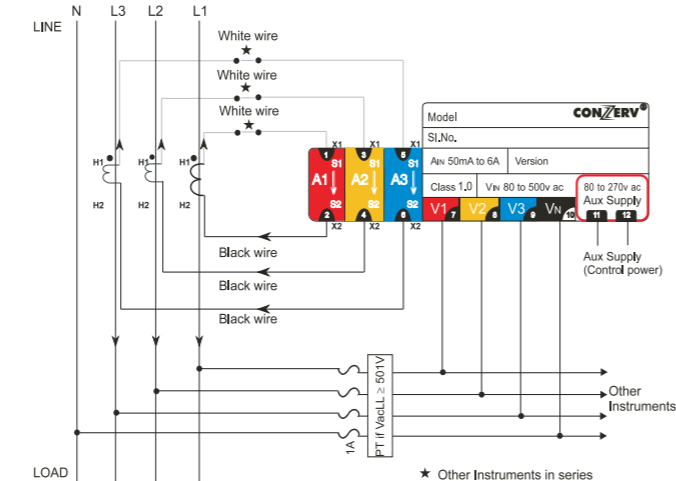 N L3 L2 L1
LINE
White wire
★
White wire
★
White wire
★
H1 H1 H1
H2 H2 H2
X1 X1 X1
1 3 5
S1 S1 S1
A1 A2 A3
S2 S2 S2
2 4 6
X2 X2 X2
Model CONZERV®
SI.No.
AIN 50mA to 6A Version
Class 1.0 VIN 80 to 500v ac
80 to 270v ac
Aux Supply
V1 7 V2 8 V3 9 VN 10 11 12
Aux Supply
(Control power)
Black wire
Black wire
Black wire
PT if VacLL ≥ 501V
1A
Other
Instruments
LOAD
★ Other Instruments in series